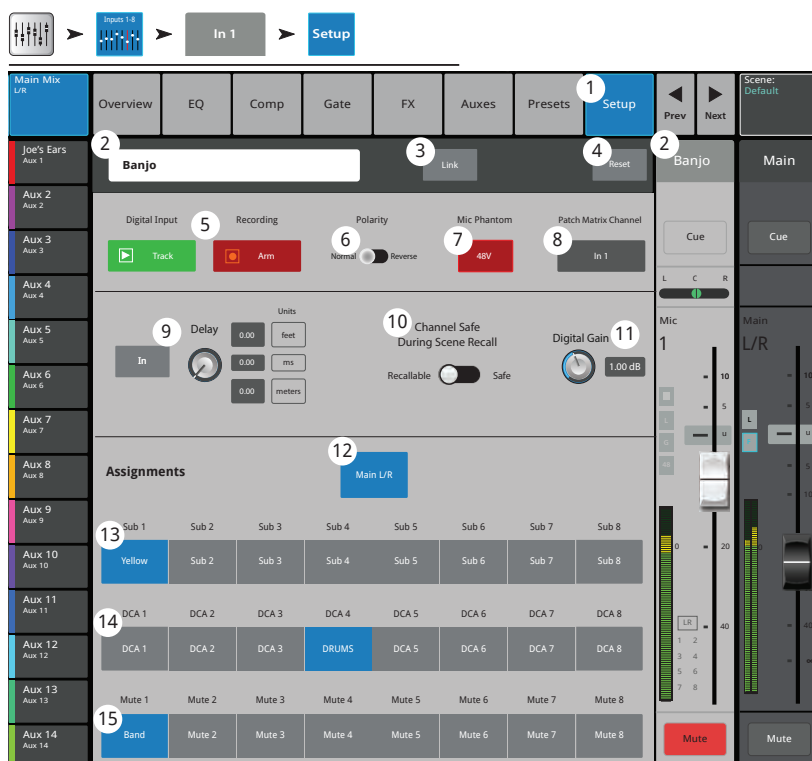 Inputs 1-8
In 1
Setup
Main Mix
L/R
Overview
EQ
Comp
Gate
FX
Auxes
Presets
1
Setup
Prev
Next
Scene:
Default
Joe's Ears
Aux 1
Aux 2
Aux 2
Aux 3
Aux 3
Aux 4
Aux 4
Aux 5
Aux 5
Aux 6
Aux 6
Aux 7
Aux 7
Aux 8
Aux 8
Aux 9
Aux 9
Aux 10
Aux 10
Aux 11
Aux 11
Aux 12
Aux 12
Aux 13
Aux 13
Aux 14
Aux 14
2
Banjo
3
Link
4
Reset
Digital Input
5
Recording
Polarity
Mic Phantom
Patch Matrix Channel
Track
Arm
6
Normal
Reverse
7
48V
8
In 1
9
In
Delay
Units
0.00
feet
0.00
ms
0.00
meters
10
Channel Safe
During Scene Recall
Recallable
Safe
Digital Gain
11
1.00 dB
Assignments
12
Main L/R
13
Sub 1
Sub 2
Sub 3
Sub 4
Sub 5
Sub 6
Sub 7
Sub 8
Yellow
Sub 2
Sub 3
Sub 4
Sub 5
Sub 6
Sub 7
Sub 8
14
DCA 1
DCA 2
DCA 3
DCA 4
DCA 5
DCA 6
DCA 7
DCA 8
DCA 1
DCA 2
DCA 3
DRUMS
DCA 5
DCA 6
DCA 7
DCA 8
15
Mute 1
Mute 2
Mute 3
Mute 4
Mute 5
Mute 6
Mute 7
Mute 8
Band
Mute 2
Mute 3
Mute 4
Mute 5
Mute 6
Mute 7
Mute 8
2
Banjo
Cue
L C R
Mic
1
10
5
L
G
48
u
0
20
LR
40
1 2
3 4
5 6
7 8
Mute
Main
Cue
Main
L/R
10
5
L
u
5
10
0
20
40
∞
Mute